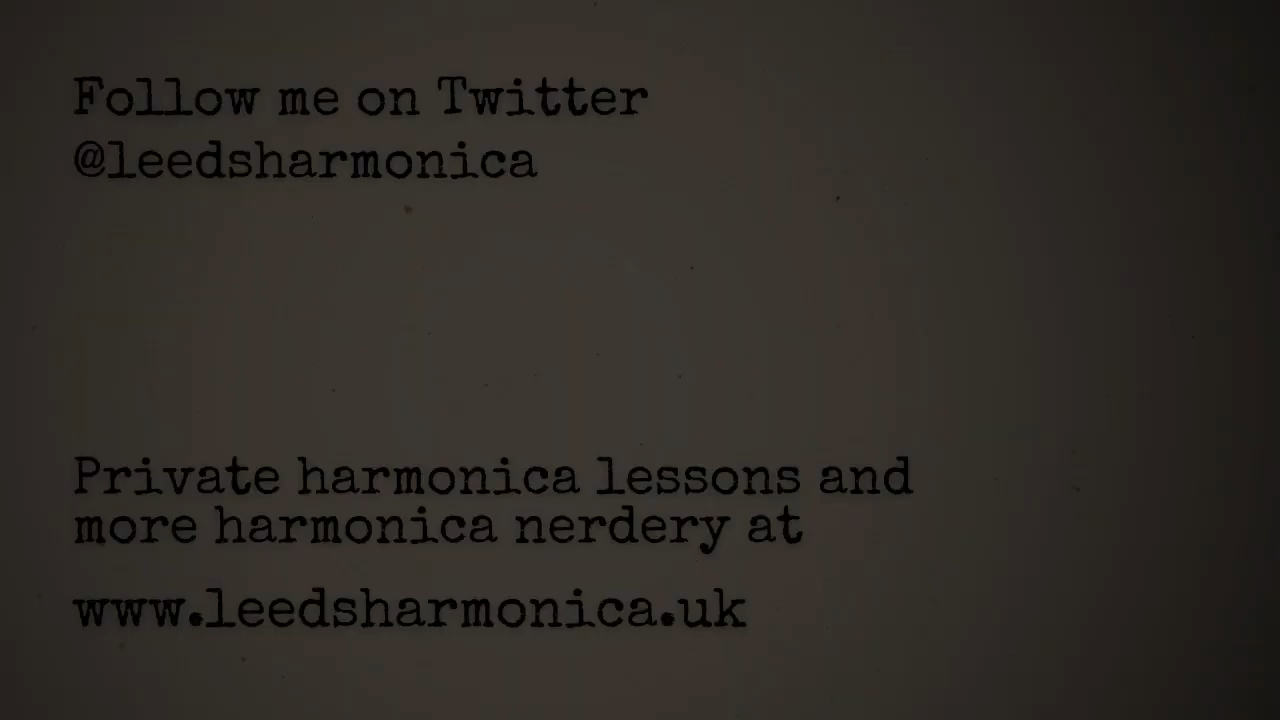 Follow me on Twitter
@leedsharmonica
Private harmonica lessons and
more harmonica nerdery at
www.leedsharmonica.uk